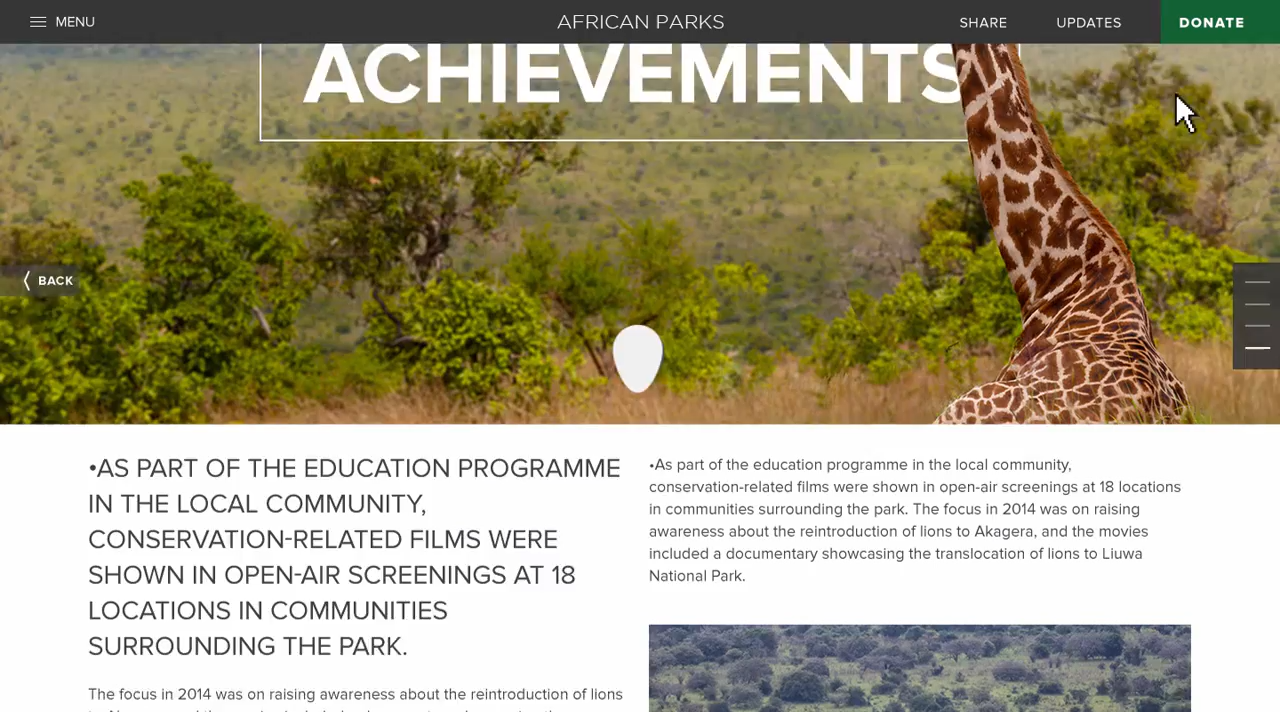 MENU
AFRICAN PARKS
SHARE
UPDATES
DONATE
ACHIEVEMENTS
BACK
•AS PART OF THE EDUCATION PROGRAMME
IN THE LOCAL COMMUNITY,
CONSERVATION-RELATED FILMS WERE
SHOWN IN OPEN-AIR SCREENINGS AT 18
LOCATIONS IN COMMUNITIES
SURROUNDING THE PARK.
The focus in 2014 was on raising awareness about the reintroduction of lions
•As part of the education programme in the local community,
conservation-related films were shown in open-air screenings at 18 locations
in communities surrounding the park. The focus in 2014 was on raising
awareness about the reintroduction of lions to Akagera, and the movies
included a documentary showcasing the translocation of lions to Liuwa
National Park.